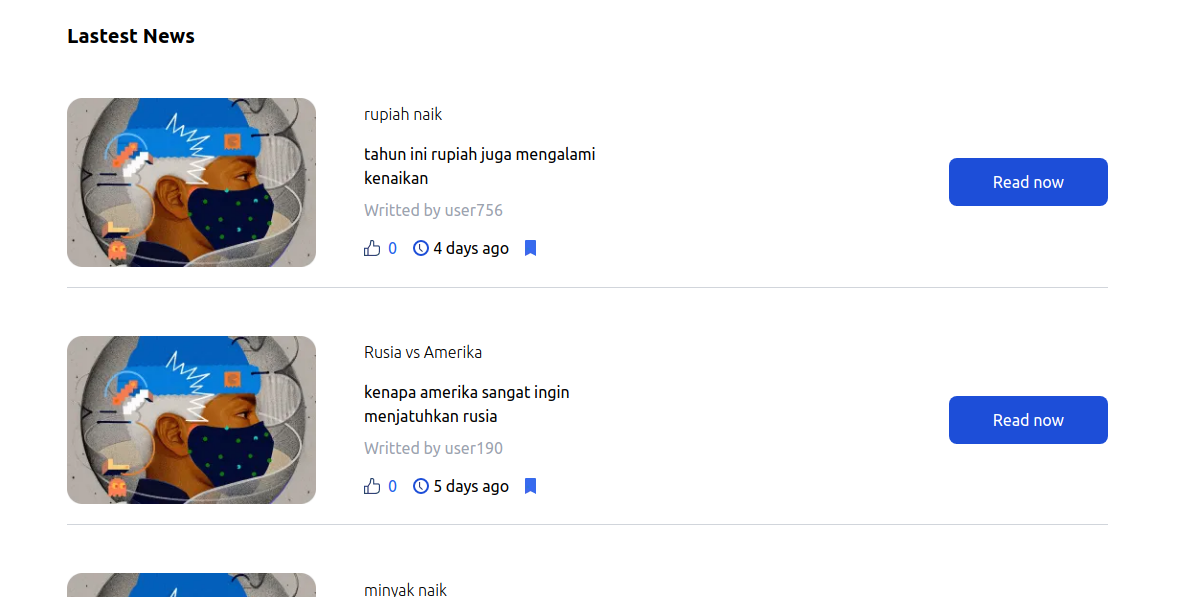 Lastest News
rupiah naik
tahun ini rupiah juga mengalami
kenaikan
Writted by user756
0 4 days ago
Read now
Rusia vs Amerika
kenapa amerika sangat ingin
menjatuhkan rusia
Writted by user190
0 5 days ago
Read now
minyak naik